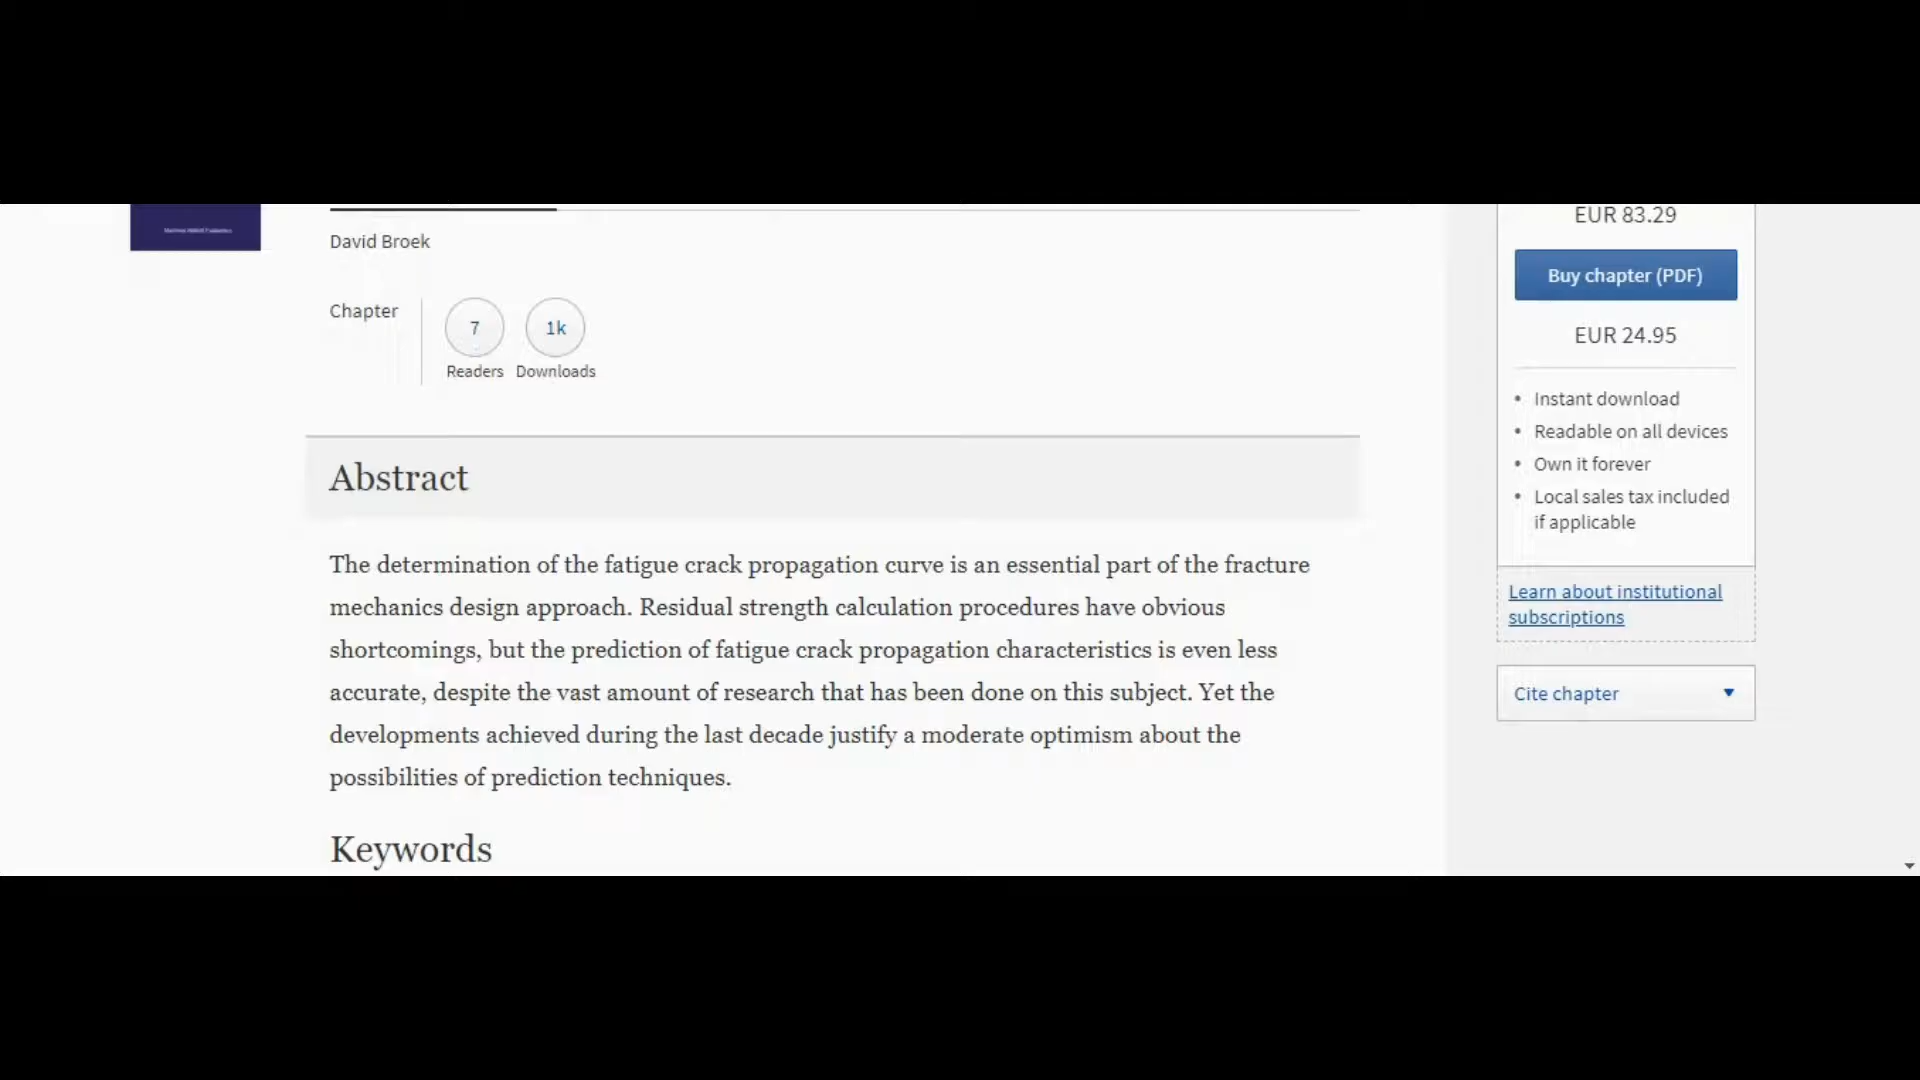 EUR 83.29
David Broek
Buy chapter (PDF)
Chapter
7
1k
Readers
Downloads
EUR 24.95
• Instant download
• Readable on all devices
• Own it forever
• Local sales tax included
if applicable
Abstract
The determination of the fatigue crack propagation curve is an essential part of the fracture
mechanics design approach. Residual strength calculation procedures have obvious
shortcomings, but the prediction of fatigue crack propagation characteristics is even less
accurate, despite the vast amount of research that has been done on this subject. Yet the
developments achieved during the last decade justify a moderate optimism about the
possibilities of prediction techniques.
Learn about institutional
subscriptions
Cite chapter
Keywords